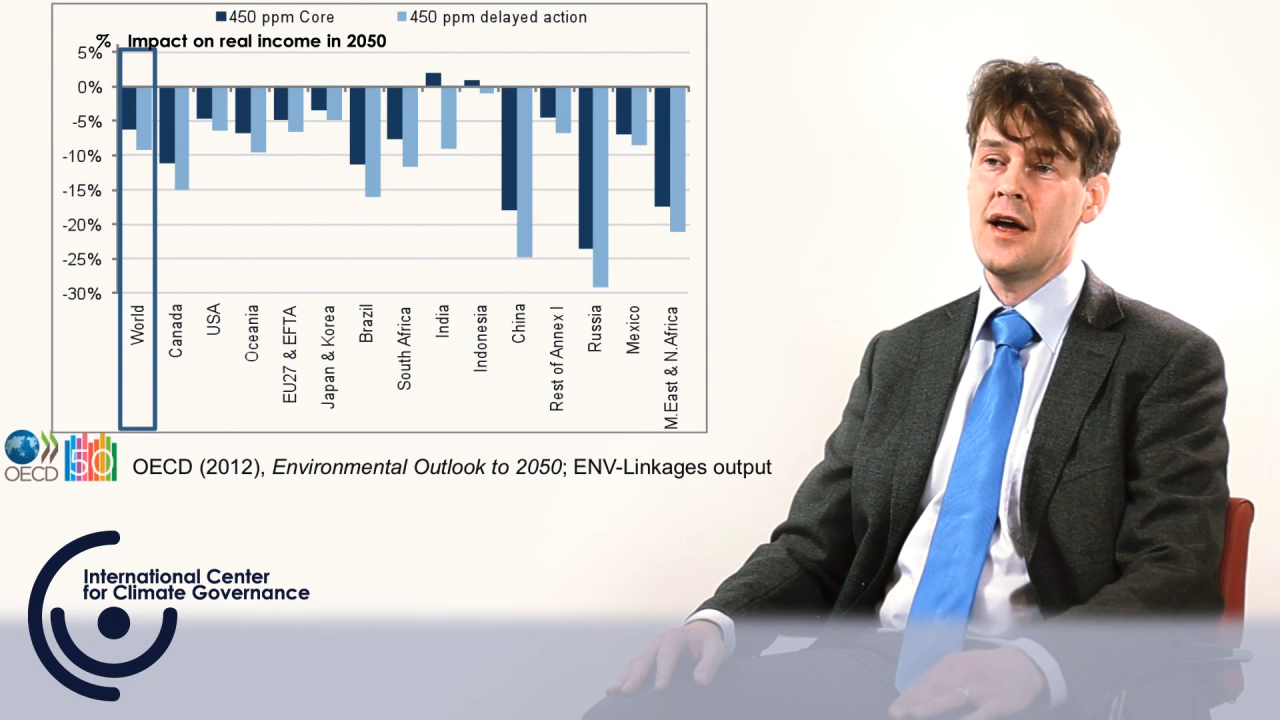 450 ppm Core 450 ppm delayed action
% Impact on real income in 2050
5%
0%
-5%
-10%
-15%
-20%
-25%
-30%
World
Canada
USA
Oceania
EU27 & EFTA
Japan & Korea
Brazil
South Africa
India
Indonesia
China
Rest of Annex I
Russia
Mexico
M.East & N.Africa
OECD 50
OECD (2012), Environmental Outlook to 2050; ENV-Linkages output
International Center
for Climate Governance